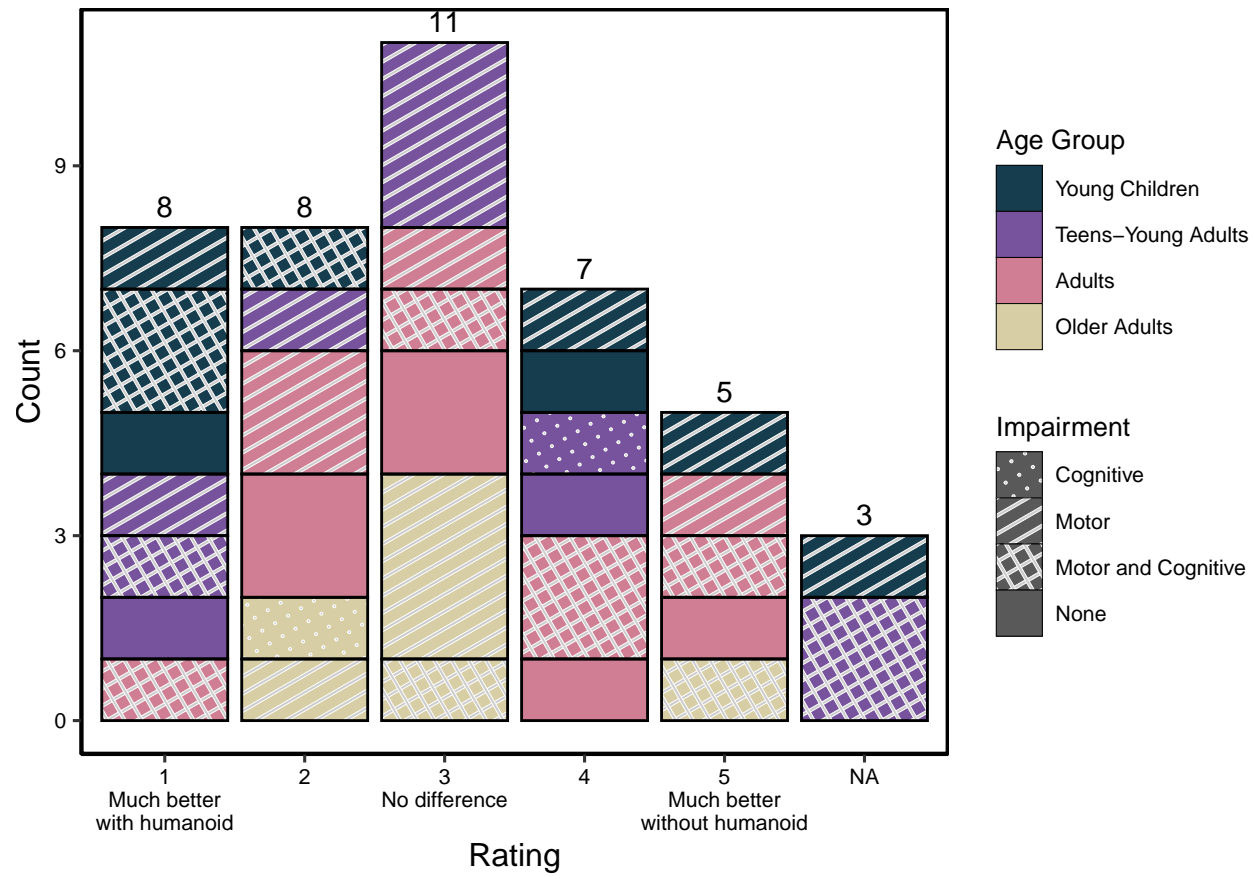 11
9
8
8
7
6
5
3
3
0
Count
1
Much better
with humanoid
2
3
No difference
4
5
Much better
without humanoid
NA
Rating
Age Group
Young Children
Teens−Young Adults
Adults
Older Adults
Impairment
Cognitive
Motor
Motor and Cognitive
None